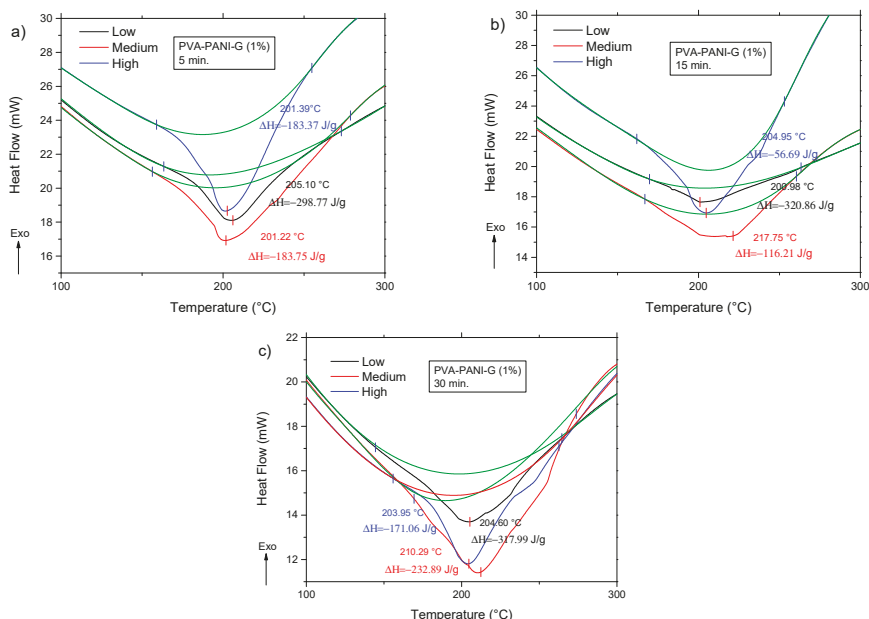 a)
Low
Medium
High
PVA-PANI-G (1%)
5 min.
201.39°C
ΔH=−183.37 J/g
205.10 °C
ΔH=−298.77 J/g
201.22 °C
ΔH=−183.75 J/g
30
28
26
24
22
20
18
16
Heat Flow (mW)
Exo
100
200
300
Temperature (°C)
b)
Low
Medium
High
PVA-PANI-G (1%)
15 min.
204.95 °C
ΔH=−56.69 J/g
200.98 °C
ΔH=−320.86 J/g
217.75 °C
ΔH=−116.21 J/g
30
28
26
24
22
20
18
16
14
Heat Flow (mW)
Exo
100
200
300
Temperature (°C)
c)
Low
Medium
High
PVA-PANI-G (1%)
30 min.
203.95 °C
ΔH=−171.06 J/g
204.60 °C
ΔH=−317.99 J/g
210.29 °C
ΔH=−232.89 J/g
22
20
18
16
14
12
Heat Flow (mW)
Exo
100
200
300
Temperature (°C)